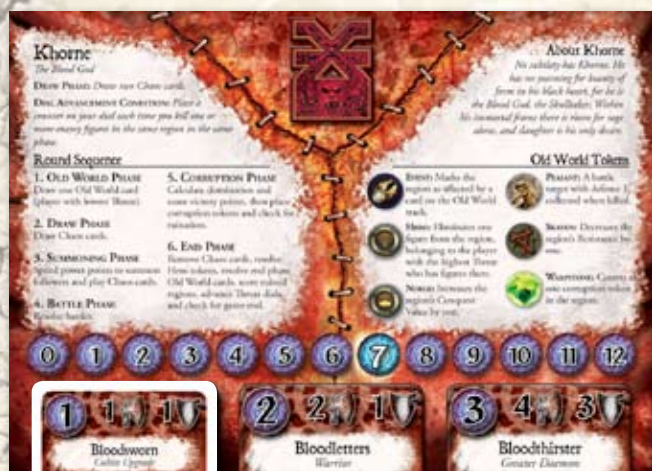 Khorne
The Blood God
DRAW PHASE: Draw two Chaos cards.
DIAL ADVANCEMENT CONDITION: Place a
counter on your dial each time you kill one or
more enemy figures in the same region in the same
phase.
Round Sequence
1. OLD WORLD PHASE
Draw one Old World card
(player with lowest Threat).
2. DRAW PHASE
Draw Chaos cards.
3. SUMMONING PHASE
Spend power points to summon
followers and play Chaos cards.
4. BATTLE PHASE
Resolve battles.
5. CORRUPTION PHASE
Calculate domination and
score victory points, then place
corruption tokens and check for
ruination.
6. END PHASE
Remove Chaos cards, resolve
Hero tokens, resolve end phase
Old World cards, score ruined
regions, advance Threat dials,
and check for game end.
About Khorne
No subtlety has Khorne. He
has no yearning for beauty of
form in his black heart, for he is
the Blood God, the Skulltaker. Within
his immortal frame there is room for rage
alone, and slaughter is his only desire.
Old World Tokens
EVENT: Marks the
region as affected by a
card on the Old World
track.
HERO: Eliminates one
figure from the region,
belonging to the player
with the highest Threat
who has figures there.
NOBLE: Increases the
region's Conquest
Value by one.
PEASANT: A battle
target with defence 1,
collected when killed.
SKAVEN: Decreases the
region's Resistance by
one.
WARPSTONE: Counts as
one corruption token
in the region.
0 1 2 3 4 5 6 7 8 9 10 11 12
1 1 1
Bloodsworn
Cultist Upgrade
2 2 1
Bloodletters
Warrior
3 4 3
Bloodthirster
Greater Daemon